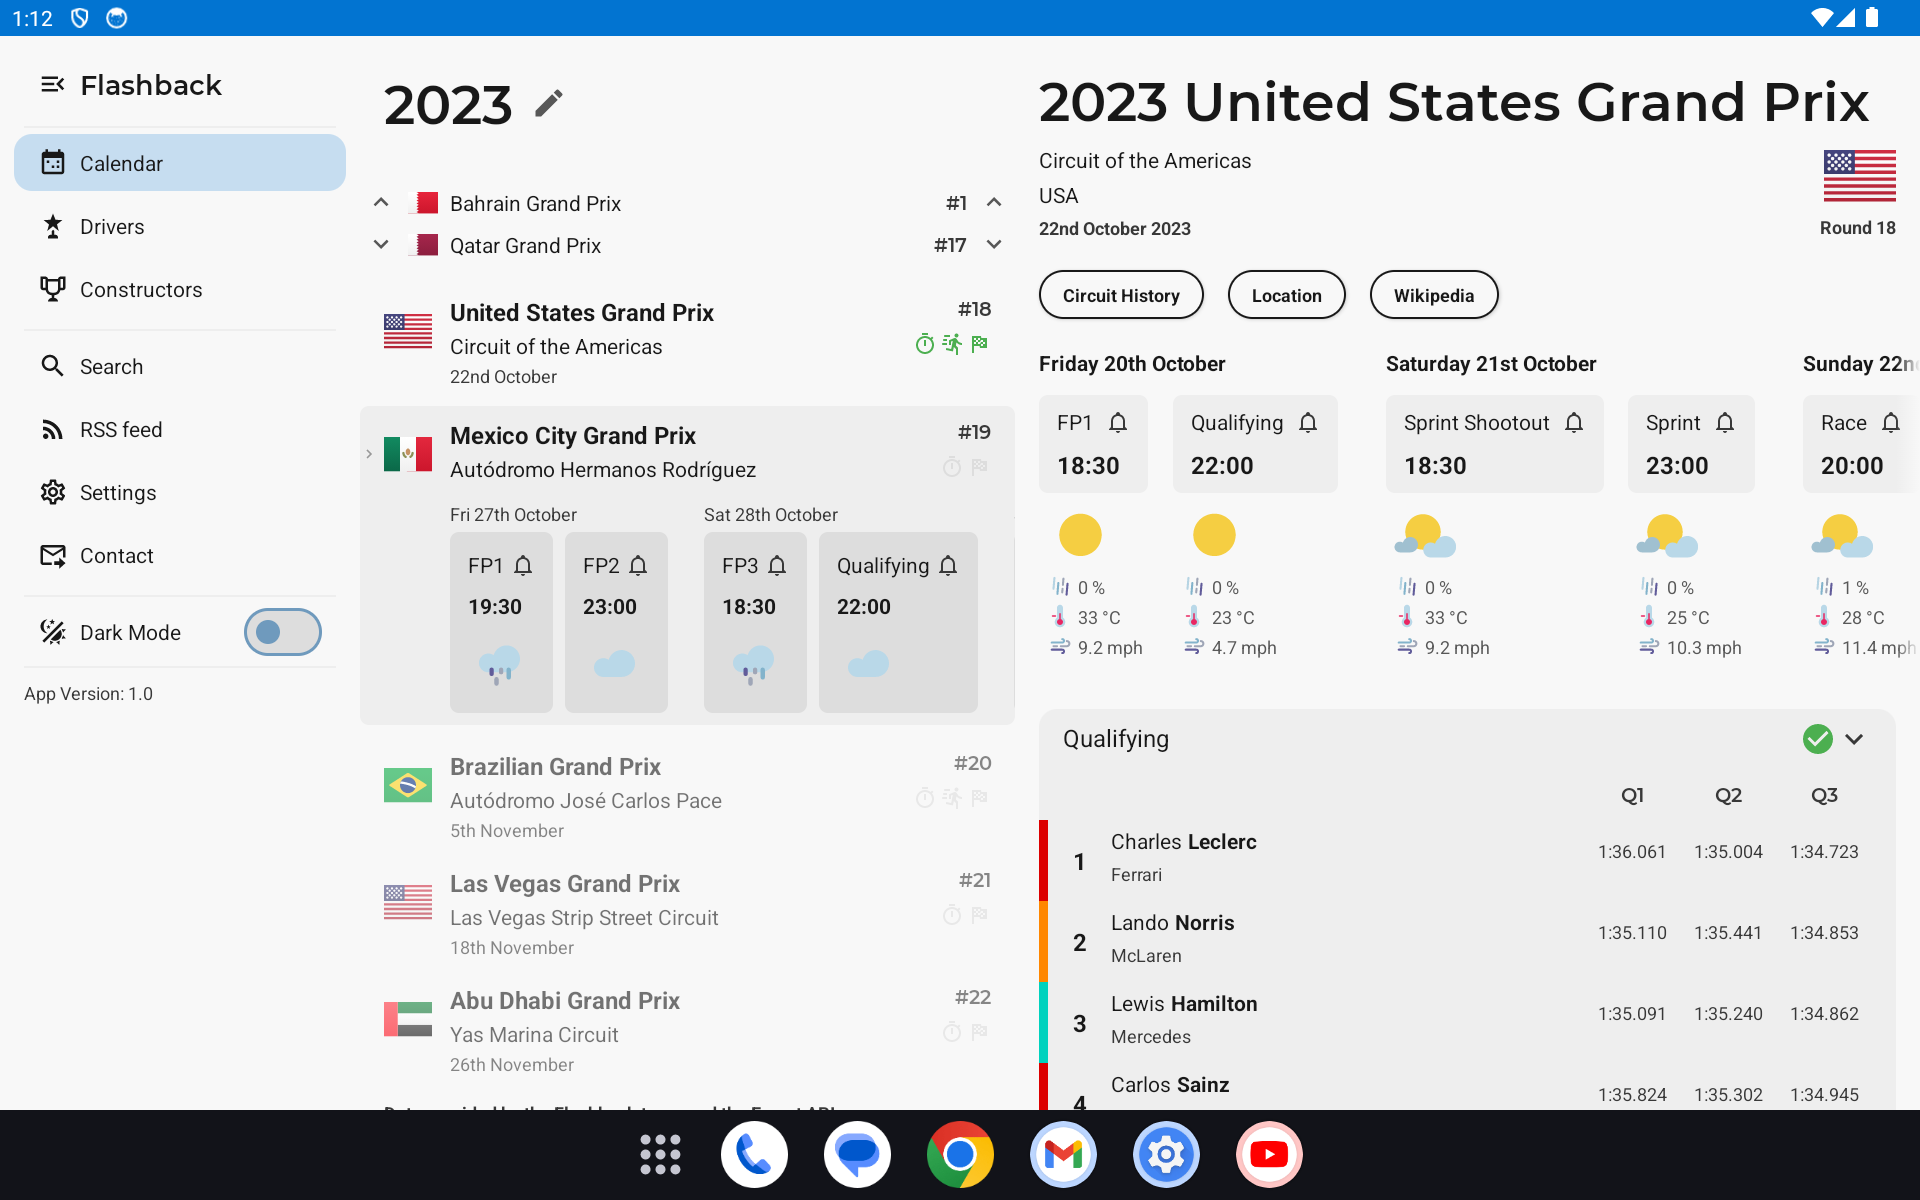 1:12
Flashback
Calendar
Drivers
Constructors
Search
RSS feed
Settings
Contact
Dark Mode
App Version: 1.0
2023
Bahrain Grand Prix #1
Qatar Grand Prix #17
United States Grand Prix #18
Circuit of the Americas
22nd October
Mexico City Grand Prix #19
Autódromo Hermanos Rodríguez
Fri 27th October Sat 28th October
FP1 FP2 FP3 Qualifying
19:30 23:00 18:30 22:00
Brazilian Grand Prix #20
Autódromo José Carlos Pace
5th November
Las Vegas Grand Prix #21
Las Vegas Strip Street Circuit
18th November
Abu Dhabi Grand Prix #22
Yas Marina Circuit
26th November
2023 United States Grand Prix
Circuit of the Americas
USA
22nd October 2023
Round 18
Circuit History Location Wikipedia
Friday 20th October Saturday 21st October Sunday 22n
FP1 Qualifying Sprint Shootout Sprint Race
18:30 22:00 18:30 23:00 20:00
0 % 0 % 0 % 0 % 1 %
33 °C 23 °C 33 °C 25 °C 28 °C
9.2 mph 4.7 mph 9.2 mph 10.3 mph 11.4 mph
Qualifying
Q1 Q2 Q3
1 Charles Leclerc 1:36.061 1:35.004 1:34.723
Ferrari
2 Lando Norris 1:35.110 1:35.441 1:34.853
McLaren
3 Lewis Hamilton 1:35.091 1:35.240 1:34.862
Mercedes
4 Carlos Sainz 1:35.824 1:35.302 1:34.945